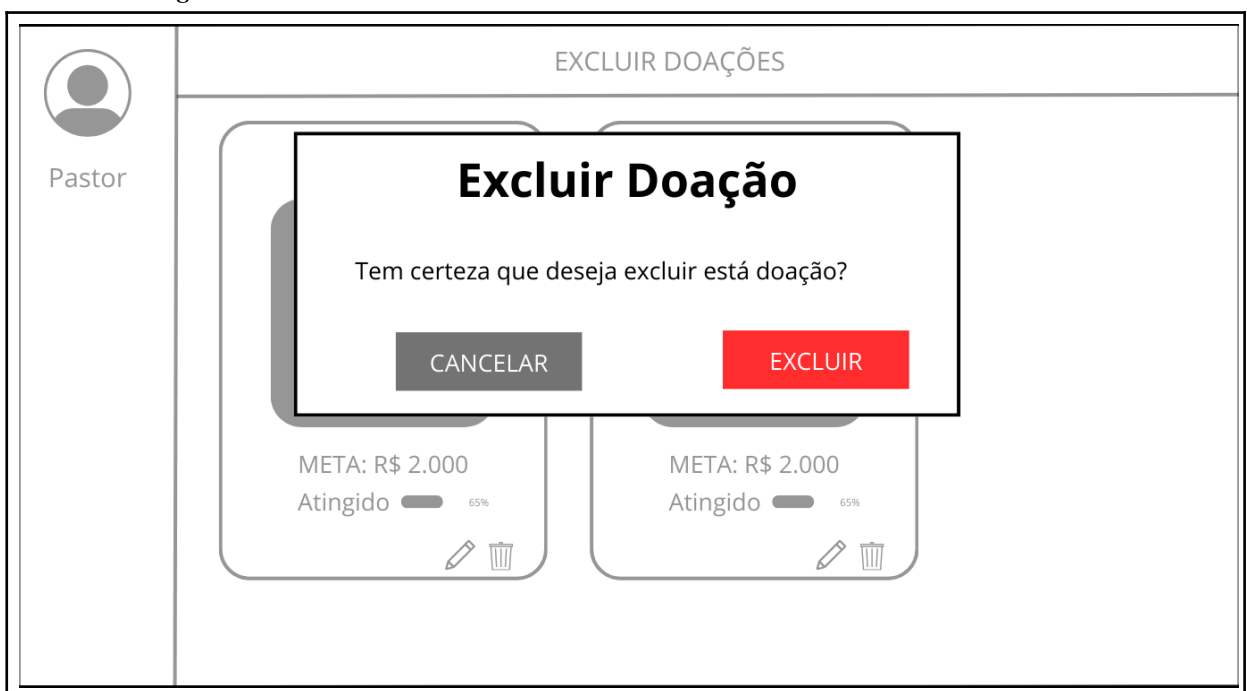 EXCLUIR DOAÇÕES
Pastor
Excluir Doação
Tem certeza que deseja excluir está doação?
CANCELAR
EXCLUIR
META: R$ 2.000
Atingido 65%
META: R$ 2.000
Atingido 65%